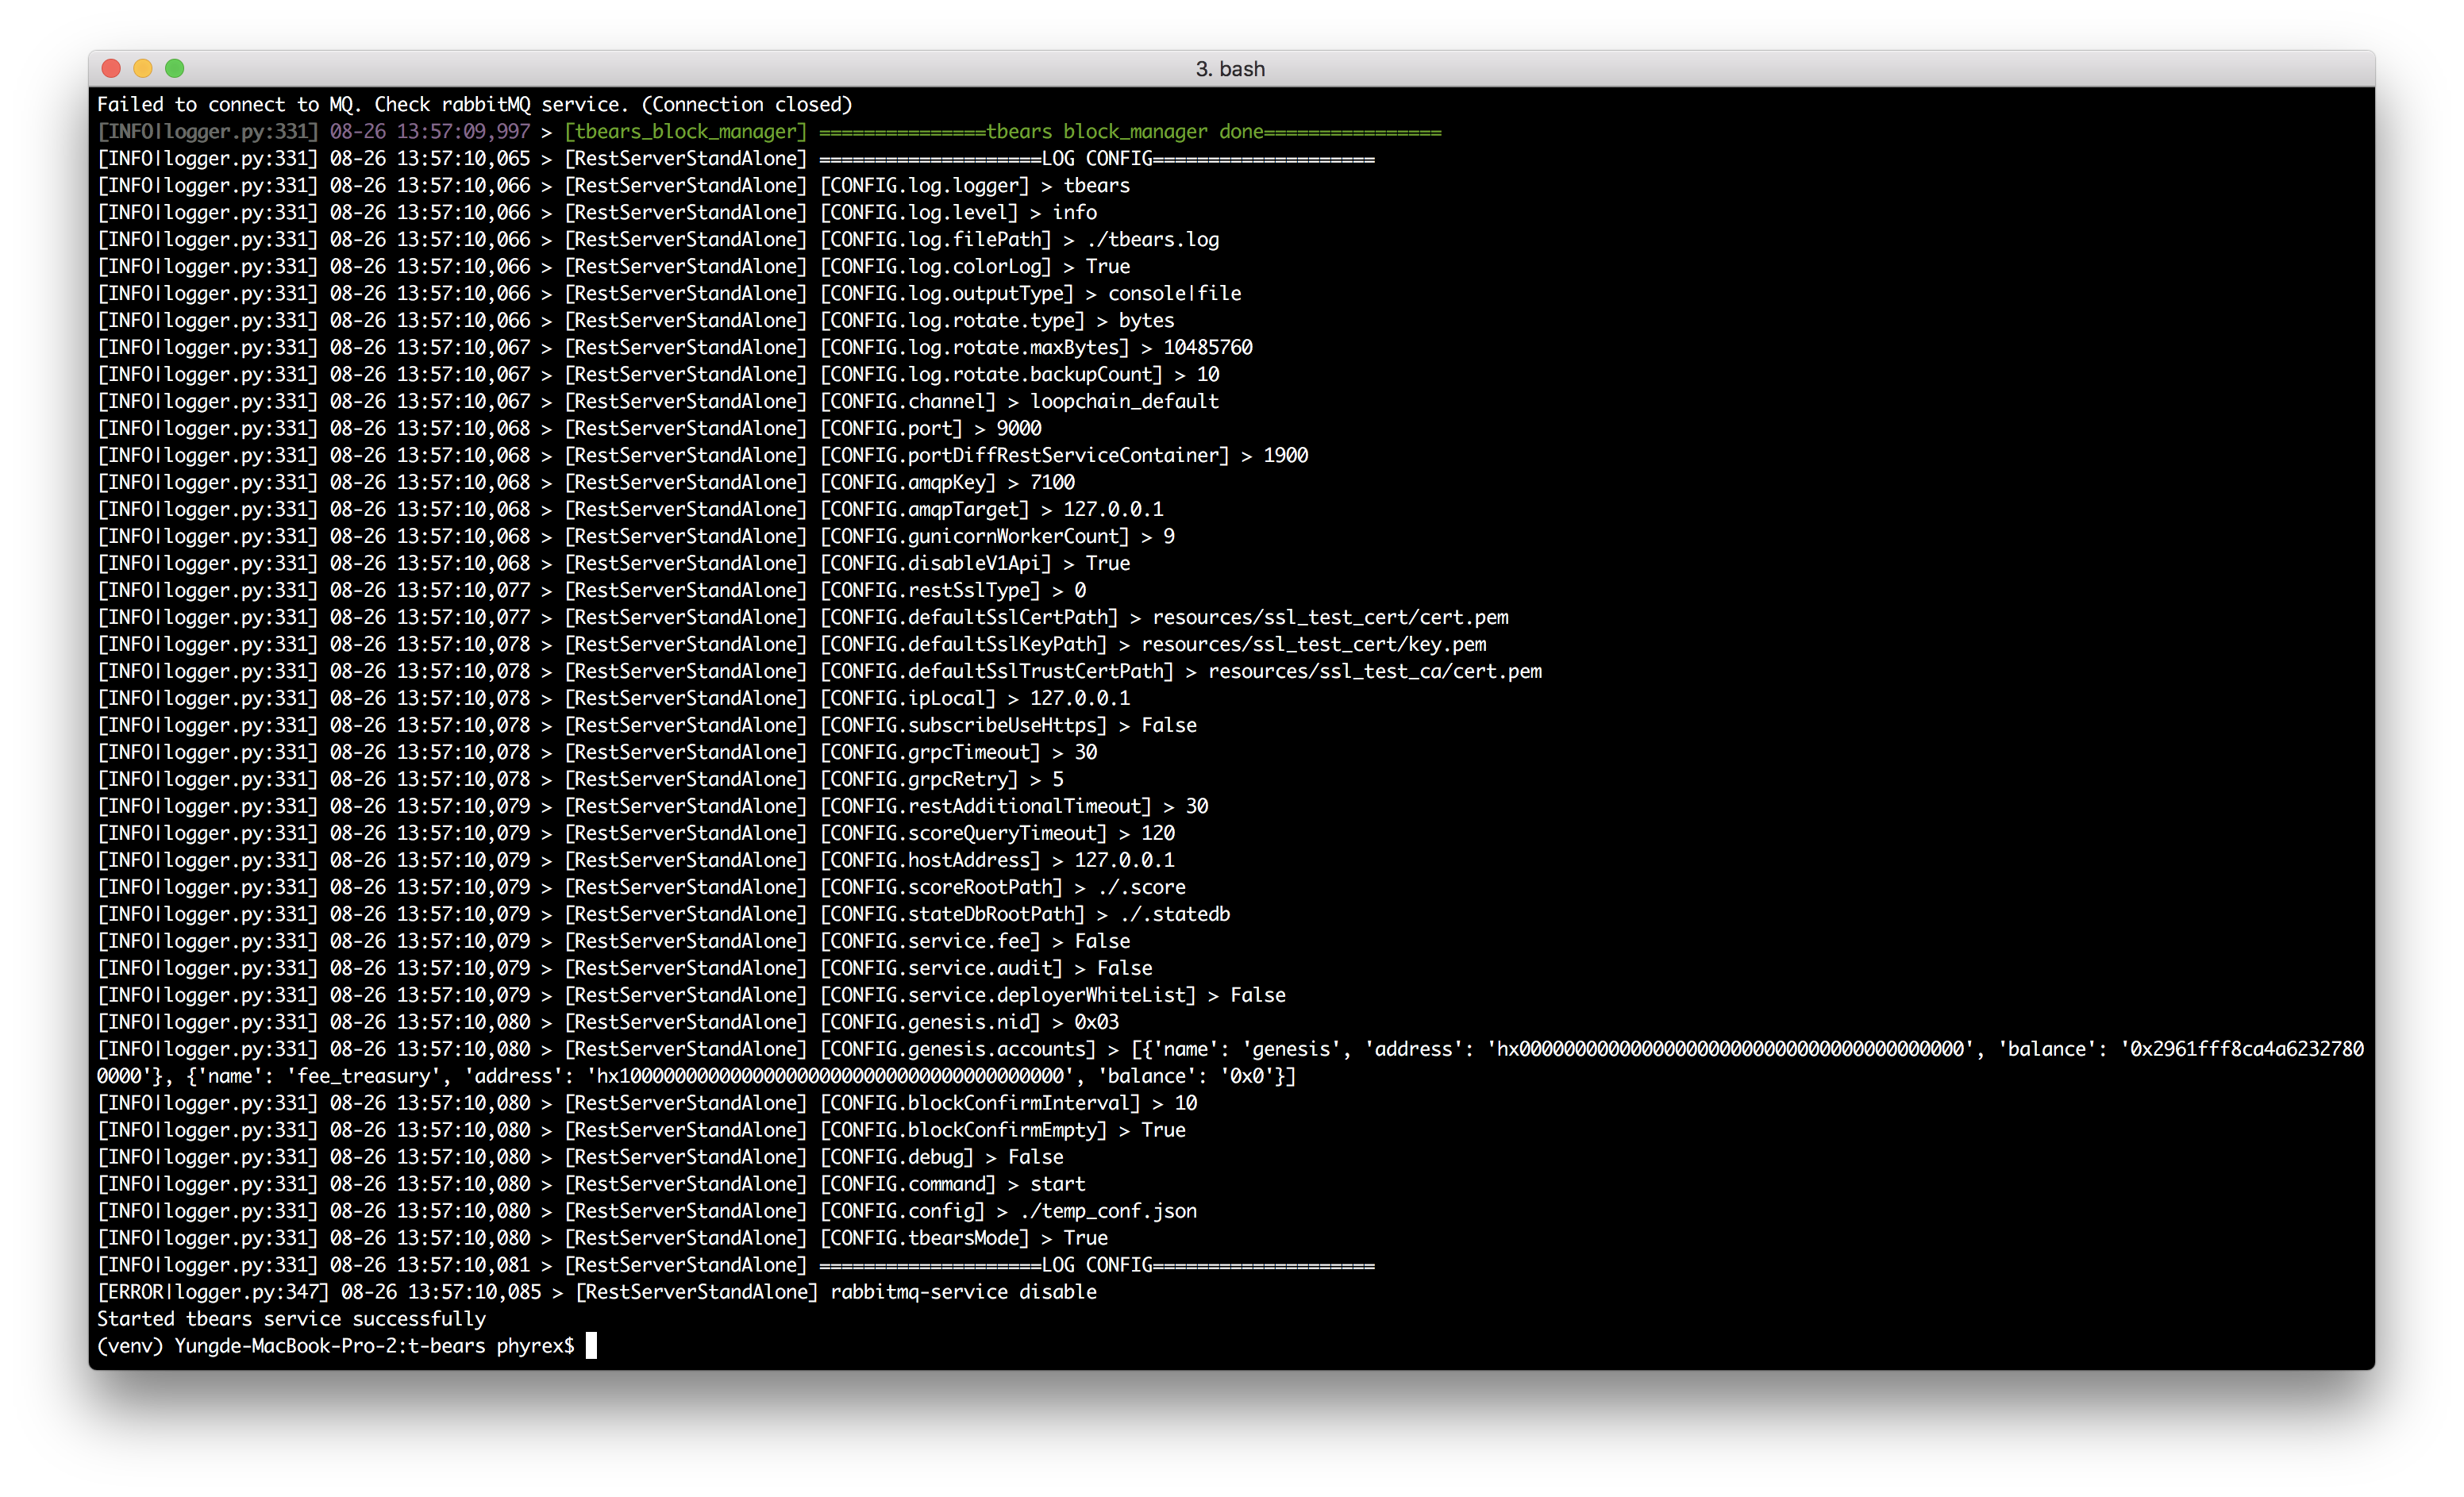 3. bash
Failed to connect to MQ. Check rabbitMQ service. (Connection closed)
[INFO|logger.py:331] 08-26 13:57:09,997 > [tbears_block_manager] ===============tbears block_manager done================
[INFO|logger.py:331] 08-26 13:57:10,065 > [RestServerStandAlone] ====================LOG CONFIG====================
[INFO|logger.py:331] 08-26 13:57:10,066 > [RestServerStandAlone] [CONFIG.log.logger] > tbears
[INFO|logger.py:331] 08-26 13:57:10,066 > [RestServerStandAlone] [CONFIG.log.level] > info
[INFO|logger.py:331] 08-26 13:57:10,066 > [RestServerStandAlone] [CONFIG.log.filePath] > ./tbears.log
[INFO|logger.py:331] 08-26 13:57:10,066 > [RestServerStandAlone] [CONFIG.log.colorLog] > True
[INFO|logger.py:331] 08-26 13:57:10,066 > [RestServerStandAlone] [CONFIG.log.outputType] > console|file
[INFO|logger.py:331] 08-26 13:57:10,066 > [RestServerStandAlone] [CONFIG.log.rotate.type] > bytes
[INFO|logger.py:331] 08-26 13:57:10,067 > [RestServerStandAlone] [CONFIG.log.rotate.maxBytes] > 10485760
[INFO|logger.py:331] 08-26 13:57:10,067 > [RestServerStandAlone] [CONFIG.log.rotate.backupCount] > 10
[INFO|logger.py:331] 08-26 13:57:10,067 > [RestServerStandAlone] [CONFIG.channel] > loopchain_default
[INFO|logger.py:331] 08-26 13:57:10,068 > [RestServerStandAlone] [CONFIG.port] > 9000
[INFO|logger.py:331] 08-26 13:57:10,068 > [RestServerStandAlone] [CONFIG.portDiffRestServiceContainer] > 1900
[INFO|logger.py:331] 08-26 13:57:10,068 > [RestServerStandAlone] [CONFIG.amqpKey] > 7100
[INFO|logger.py:331] 08-26 13:57:10,068 > [RestServerStandAlone] [CONFIG.amqpTarget] > 127.0.0.1
[INFO|logger.py:331] 08-26 13:57:10,068 > [RestServerStandAlone] [CONFIG.gunicornWorkerCount] > 9
[INFO|logger.py:331] 08-26 13:57:10,068 > [RestServerStandAlone] [CONFIG.disableV1Api] > True
[INFO|logger.py:331] 08-26 13:57:10,077 > [RestServerStandAlone] [CONFIG.restSslType] > 0
[INFO|logger.py:331] 08-26 13:57:10,077 > [RestServerStandAlone] [CONFIG.defaultSslCertPath] > resources/ssl_test_cert/cert.pem
[INFO|logger.py:331] 08-26 13:57:10,078 > [RestServerStandAlone] [CONFIG.defaultSslKeyPath] > resources/ssl_test_cert/key.pem
[INFO|logger.py:331] 08-26 13:57:10,078 > [RestServerStandAlone] [CONFIG.defaultSslTrustCertPath] > resources/ssl_test_ca/cert.pem
[INFO|logger.py:331] 08-26 13:57:10,078 > [RestServerStandAlone] [CONFIG.ipLocal] > 127.0.0.1
[INFO|logger.py:331] 08-26 13:57:10,078 > [RestServerStandAlone] [CONFIG.subscribeUseHttps] > False
[INFO|logger.py:331] 08-26 13:57:10,078 > [RestServerStandAlone] [CONFIG.grpcTimeout] > 30
[INFO|logger.py:331] 08-26 13:57:10,078 > [RestServerStandAlone] [CONFIG.grpcRetry] > 5
[INFO|logger.py:331] 08-26 13:57:10,079 > [RestServerStandAlone] [CONFIG.restAdditionalTimeout] > 30
[INFO|logger.py:331] 08-26 13:57:10,079 > [RestServerStandAlone] [CONFIG.scoreQueryTimeout] > 120
[INFO|logger.py:331] 08-26 13:57:10,079 > [RestServerStandAlone] [CONFIG.hostAddress] > 127.0.0.1
[INFO|logger.py:331] 08-26 13:57:10,079 > [RestServerStandAlone] [CONFIG.scoreRootPath] > ./.score
[INFO|logger.py:331] 08-26 13:57:10,079 > [RestServerStandAlone] [CONFIG.stateDbRootPath] > ./.statedb
[INFO|logger.py:331] 08-26 13:57:10,079 > [RestServerStandAlone] [CONFIG.service.fee] > False
[INFO|logger.py:331] 08-26 13:57:10,079 > [RestServerStandAlone] [CONFIG.service.audit] > False
[INFO|logger.py:331] 08-26 13:57:10,079 > [RestServerStandAlone] [CONFIG.service.deployerWhiteList] > False
[INFO|logger.py:331] 08-26 13:57:10,080 > [RestServerStandAlone] [CONFIG.genesis.nid] > 0x03
[INFO|logger.py:331] 08-26 13:57:10,080 > [RestServerStandAlone] [CONFIG.genesis.accounts] > [{'name': 'genesis', 'address': 'hx0000000000000000000000000000000000000000', 'balance': '0x2961fff8ca4a6232780
0000'}, {'name': 'fee_treasury', 'address': 'hx1000000000000000000000000000000000000000', 'balance': '0x0'}]
[INFO|logger.py:331] 08-26 13:57:10,080 > [RestServerStandAlone] [CONFIG.blockConfirmInterval] > 10
[INFO|logger.py:331] 08-26 13:57:10,080 > [RestServerStandAlone] [CONFIG.blockConfirmEmpty] > True
[INFO|logger.py:331] 08-26 13:57:10,080 > [RestServerStandAlone] [CONFIG.debug] > False
[INFO|logger.py:331] 08-26 13:57:10,080 > [RestServerStandAlone] [CONFIG.command] > start
[INFO|logger.py:331] 08-26 13:57:10,080 > [RestServerStandAlone] [CONFIG.config] > ./temp_conf.json
[INFO|logger.py:331] 08-26 13:57:10,080 > [RestServerStandAlone] [CONFIG.tbearsMode] > True
[INFO|logger.py:331] 08-26 13:57:10,081 > [RestServerStandAlone] ====================LOG CONFIG====================
[ERROR|logger.py:347] 08-26 13:57:10,085 > [RestServerStandAlone] rabbitmq-service disable
Started tbears service successfully
(venv) Yungde-MacBook-Pro-2:t-bears phyrex$